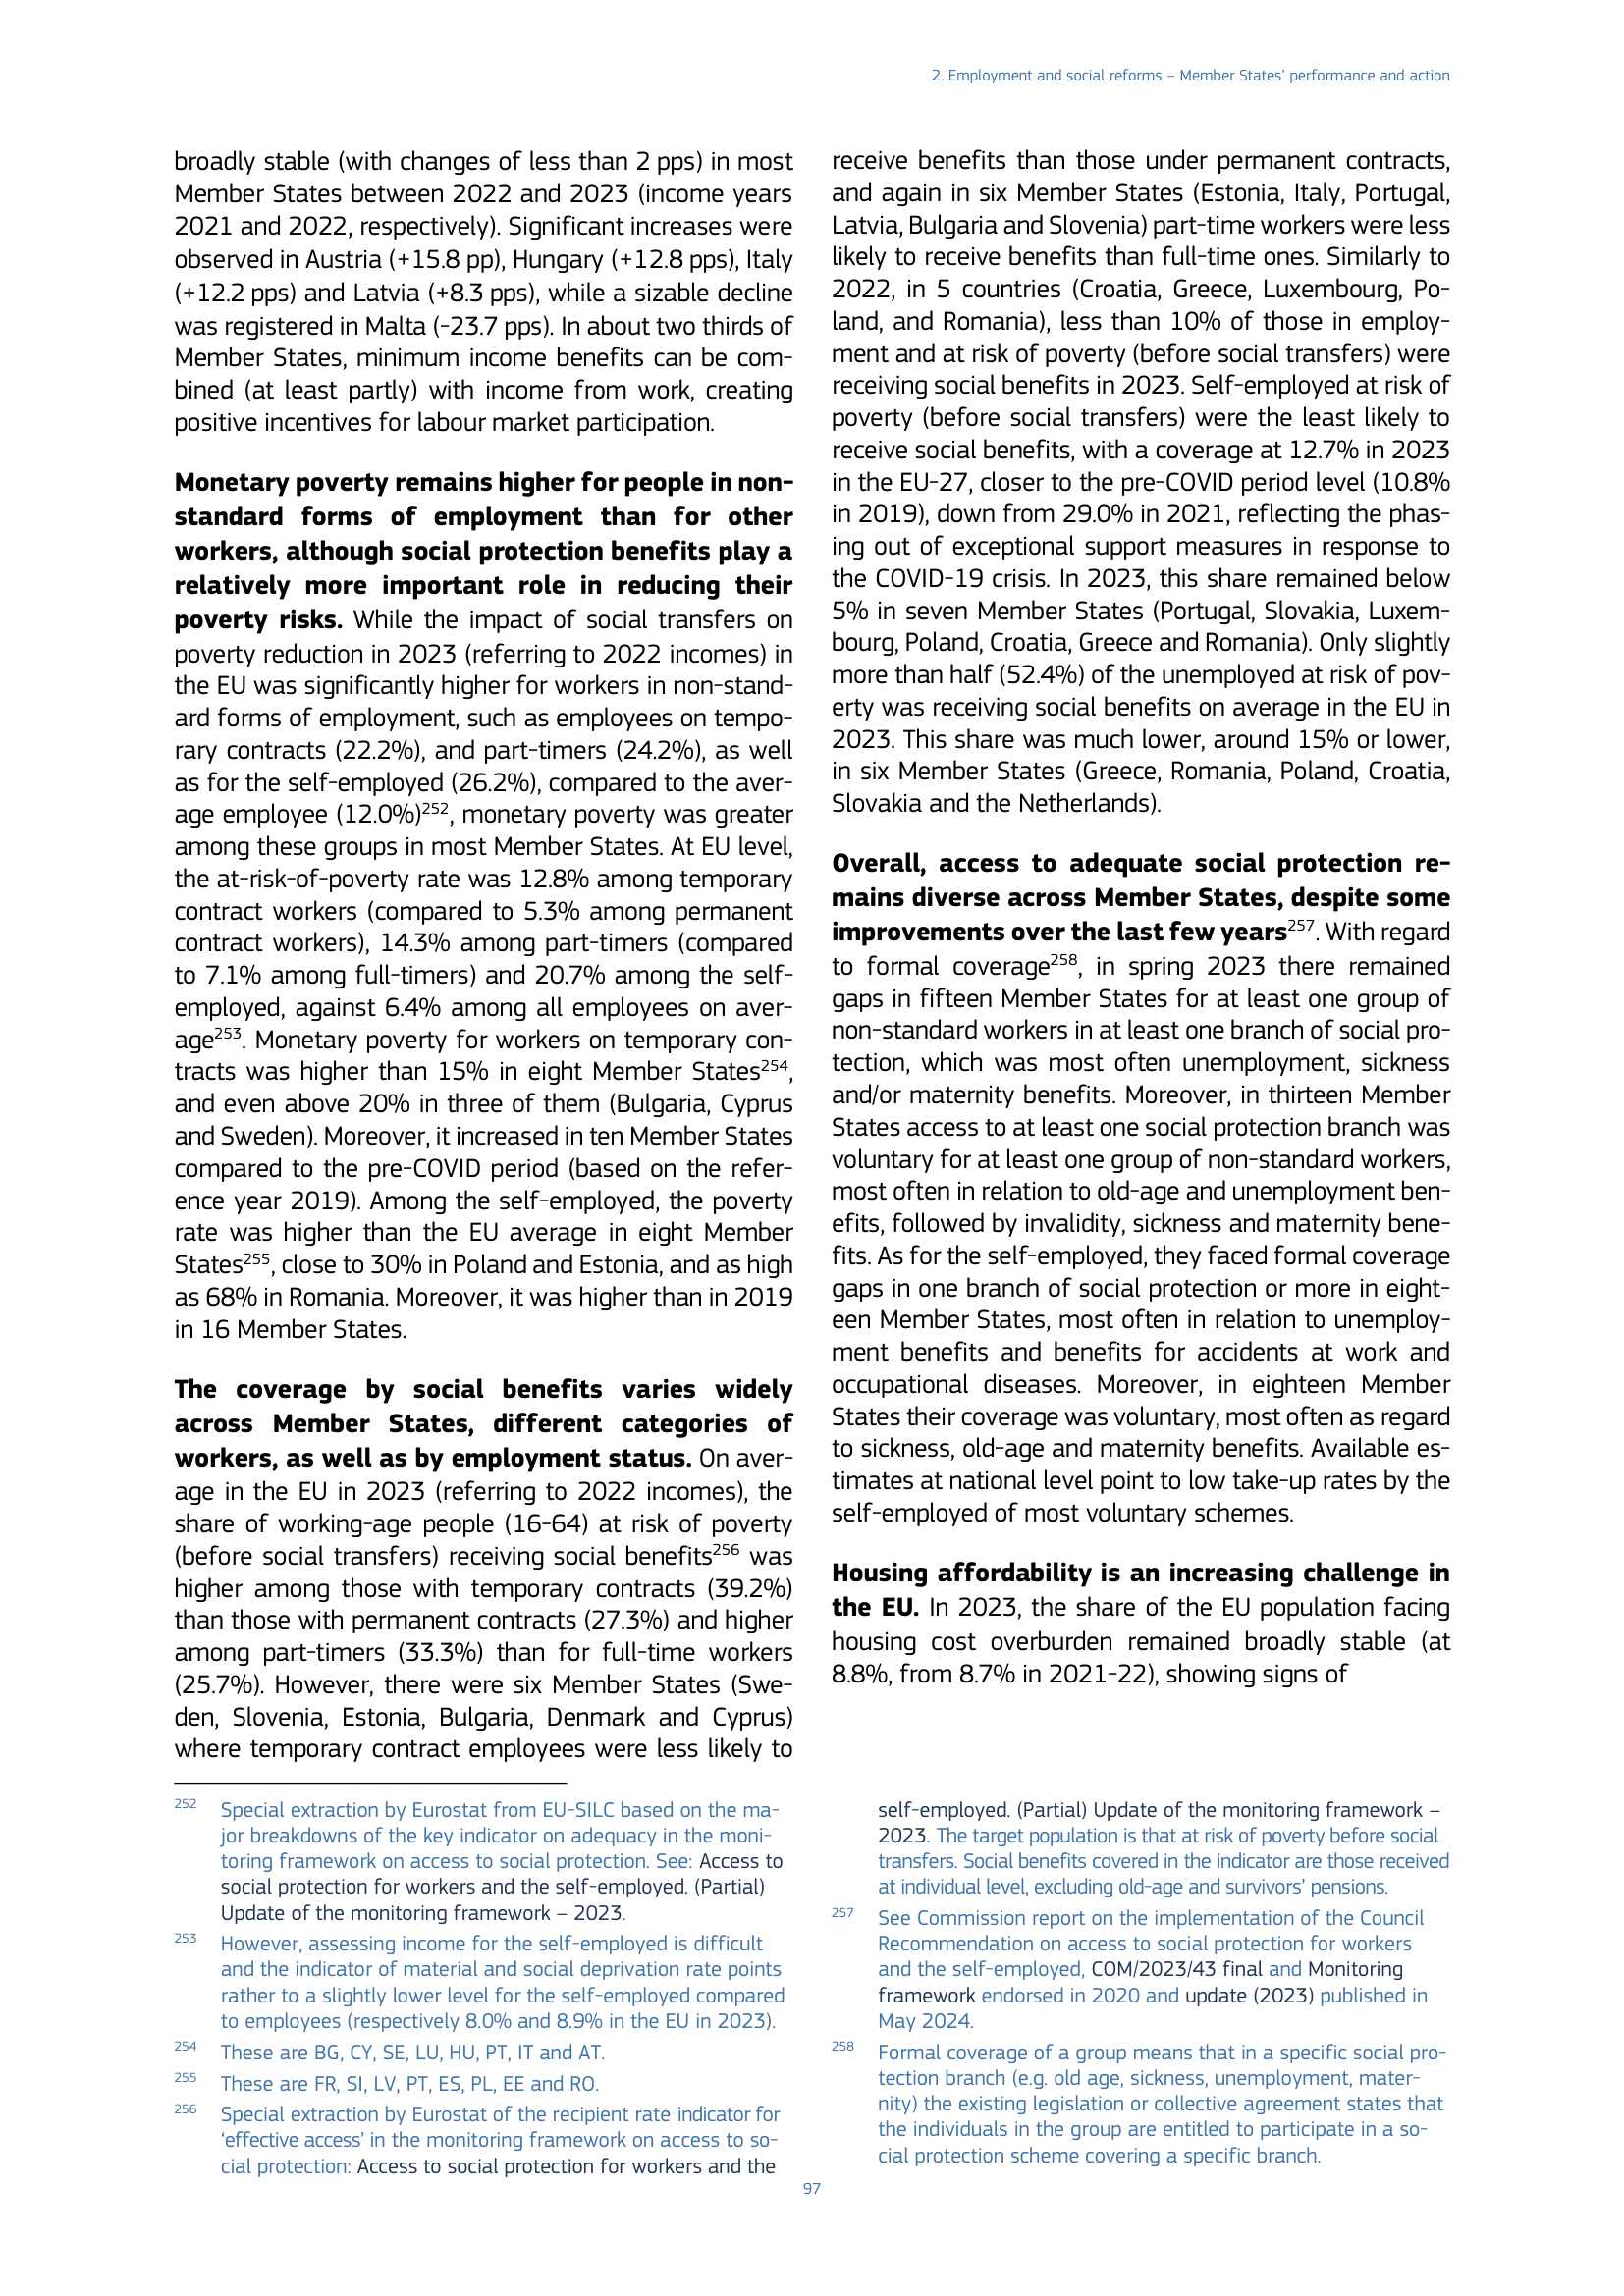 2. Employment and social reforms – Member States’ performance and action
broadly stable (with changes of less than 2 pps) in most
Member States between 2022 and 2023 (income years
2021 and 2022, respectively). Significant increases were
observed in Austria (+15.8 pp), Hungary (+12.8 pps), Italy
(+12.2 pps) and Latvia (+8.3 pps), while a sizable decline
was registered in Malta (-23.7 pps). In about two thirds of
Member States, minimum income benefits can be com-
bined (at least partly) with income from work, creating
positive incentives for labour market participation.
Monetary poverty remains higher for people in non-
standard forms of employment than for other
workers, although social protection benefits play a
relatively more important role in reducing their
poverty risks. While the impact of social transfers on
poverty reduction in 2023 (referring to 2022 incomes) in
the EU was significantly higher for workers in non-stand-
ard forms of employment, such as employees on tempo-
rary contracts (22.2%), and part-timers (24.2%), as well
as for the self-employed (26.2%), compared to the aver-
age employee (12.0%)252, monetary poverty was greater
among these groups in most Member States. At EU level,
the at-risk-of-poverty rate was 12.8% among temporary
contract workers (compared to 5.3% among permanent
contract workers), 14.3% among part-timers (compared
to 7.1% among full-timers) and 20.7% among the self-
employed, against 6.4% among all employees on aver-
age253. Monetary poverty for workers on temporary con-
tracts was higher than 15% in eight Member States254,
and even above 20% in three of them (Bulgaria, Cyprus
and Sweden). Moreover, it increased in ten Member States
compared to the pre-COVID period (based on the refer-
ence year 2019). Among the self-employed, the poverty
rate was higher than the EU average in eight Member
States255, close to 30% in Poland and Estonia, and as high
as 68% in Romania. Moreover, it was higher than in 2019
in 16 Member States.
The coverage by social benefits varies widely
across Member States, different categories of
workers, as well as by employment status. On aver-
age in the EU in 2023 (referring to 2022 incomes), the
share of working-age people (16-64) at risk of poverty
(before social transfers) receiving social benefits256 was
higher among those with temporary contracts (39.2%)
than those with permanent contracts (27.3%) and higher
among part-timers (33.3%) than for full-time workers
(25.7%). However, there were six Member States (Swe-
den, Slovenia, Estonia, Bulgaria, Denmark and Cyprus)
where temporary contract employees were less likely to
receive benefits than those under permanent contracts,
and again in six Member States (Estonia, Italy, Portugal,
Latvia, Bulgaria and Slovenia) part-time workers were less
likely to receive benefits than full-time ones. Similarly to
2022, in 5 countries (Croatia, Greece, Luxembourg, Po-
land, and Romania), less than 10% of those in employ-
ment and at risk of poverty (before social transfers) were
receiving social benefits in 2023. Self-employed at risk of
poverty (before social transfers) were the least likely to
receive social benefits, with a coverage at 12.7% in 2023
in the EU-27, closer to the pre-COVID period level (10.8%
in 2019), down from 29.0% in 2021, reflecting the phas-
ing out of exceptional support measures in response to
the COVID-19 crisis. In 2023, this share remained below
5% in seven Member States (Portugal, Slovakia, Luxem-
bourg, Poland, Croatia, Greece and Romania). Only slightly
more than half (52.4%) of the unemployed at risk of pov-
erty was receiving social benefits on average in the EU in
2023. This share was much lower, around 15% or lower,
in six Member States (Greece, Romania, Poland, Croatia,
Slovakia and the Netherlands).
Overall, access to adequate social protection re-
mains diverse across Member States, despite some
improvements over the last few years257. With regard
to formal coverage258, in spring 2023 there remained
gaps in fifteen Member States for at least one group of
non-standard workers in at least one branch of social pro-
tection, which was most often unemployment, sickness
and/or maternity benefits. Moreover, in thirteen Member
States access to at least one social protection branch was
voluntary for at least one group of non-standard workers,
most often in relation to old-age and unemployment ben-
efits, followed by invalidity, sickness and maternity bene-
fits. As for the self-employed, they faced formal coverage
gaps in one branch of social protection or more in eight-
een Member States, most often in relation to unemploy-
ment benefits and benefits for accidents at work and
occupational diseases. Moreover, in eighteen Member
States their coverage was voluntary, most often as regard
to sickness, old-age and maternity benefits. Available es-
timates at national level point to low take-up rates by the
self-employed of most voluntary schemes.
Housing affordability is an increasing challenge in
the EU. In 2023, the share of the EU population facing
housing cost overburden remained broadly stable (at
8.8%, from 8.7% in 2021-22), showing signs of
252 Special extraction by Eurostat from EU-SILC based on the ma-
jor breakdowns of the key indicator on adequacy in the moni-
toring framework on access to social protection. See: Access to
social protection for workers and the self-employed. (Partial)
Update of the monitoring framework – 2023.
253 However, assessing income for the self-employed is difficult
and the indicator of material and social deprivation rate points
rather to a slightly lower level for the self-employed compared
to employees (respectively 8.0% and 8.9% in the EU in 2023).
254 These are BG, CY, SE, LU, HU, PT, IT and AT.
255 These are FR, SI, LV, PT, ES, PL, EE and RO.
256 Special extraction by Eurostat of the recipient rate indicator for
‘effective access’ in the monitoring framework on access to so-
cial protection: Access to social protection for workers and the
self-employed. (Partial) Update of the monitoring framework –
2023. The target population is that at risk of poverty before social
transfers. Social benefits covered in the indicator are those received
at individual level, excluding old-age and survivors’ pensions.
257 See Commission report on the implementation of the Council
Recommendation on access to social protection for workers
and the self-employed, COM/2023/43 final and Monitoring
framework endorsed in 2020 and update (2023) published in
May 2024.
258 Formal coverage of a group means that in a specific social pro-
tection branch (e.g. old age, sickness, unemployment, mater-
nity) the existing legislation or collective agreement states that
the individuals in the group are entitled to participate in a so-
cial protection scheme covering a specific branch.
97